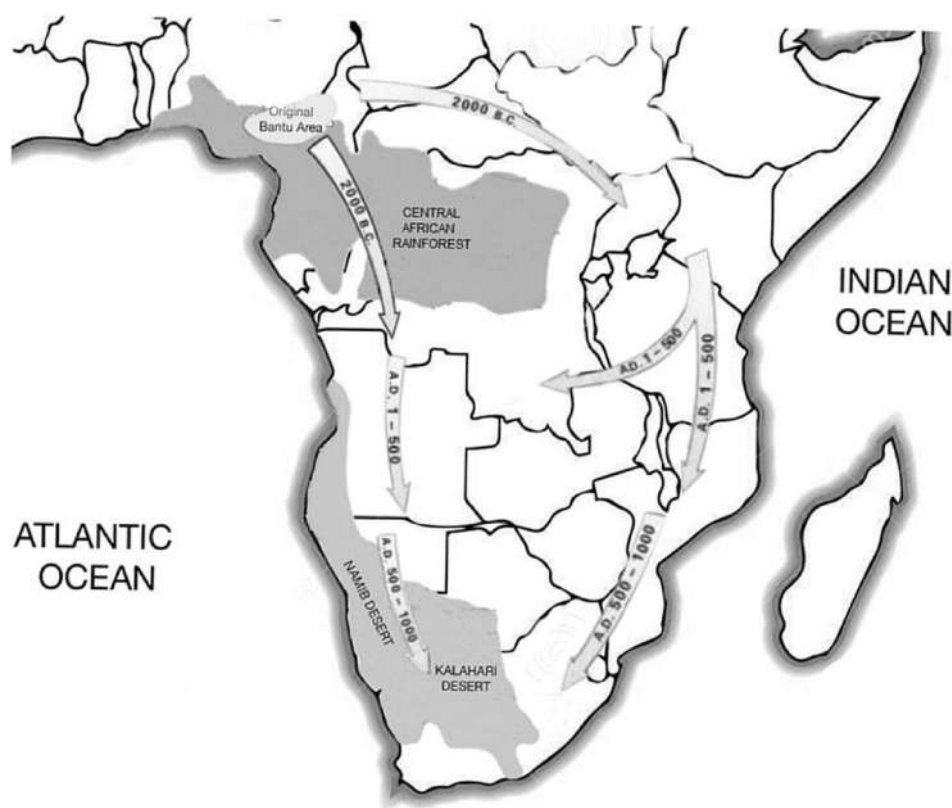 Original
Bantu Area
2000 B.C.
2000 B.C.
CENTRAL
AFRICAN
RAINFOREST
INDIAN
OCEAN
A.D. 1 – 500
AD. 1 – 500
A.D. 1 – 500
ATLANTIC
OCEAN
A.D. 500 – 1000
A.D. 500 – 1000
NAMIB DESERT
KALAHARI
DESERT